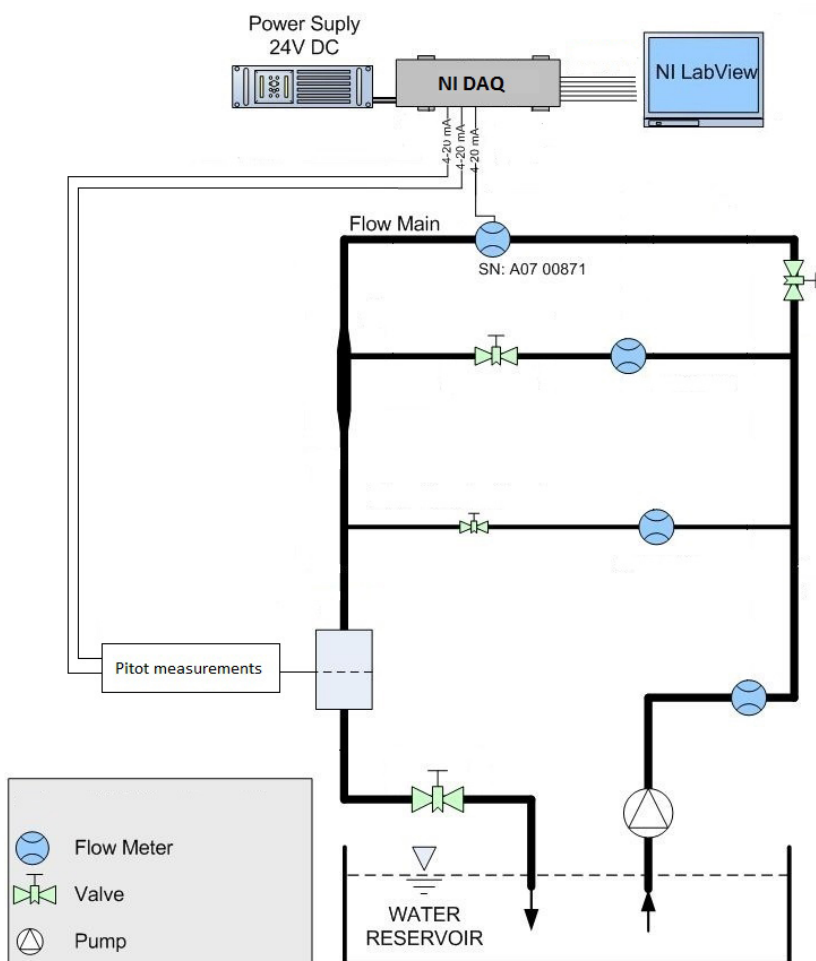 Power Suply
24V DC
NI DAQ
NI LabView
4-20 mA
4-20 mA
4-20 mA
Flow Main
SN: A07 00871
Pitot measurements
Flow Meter
Valve
Pump
WATER
RESERVOIR